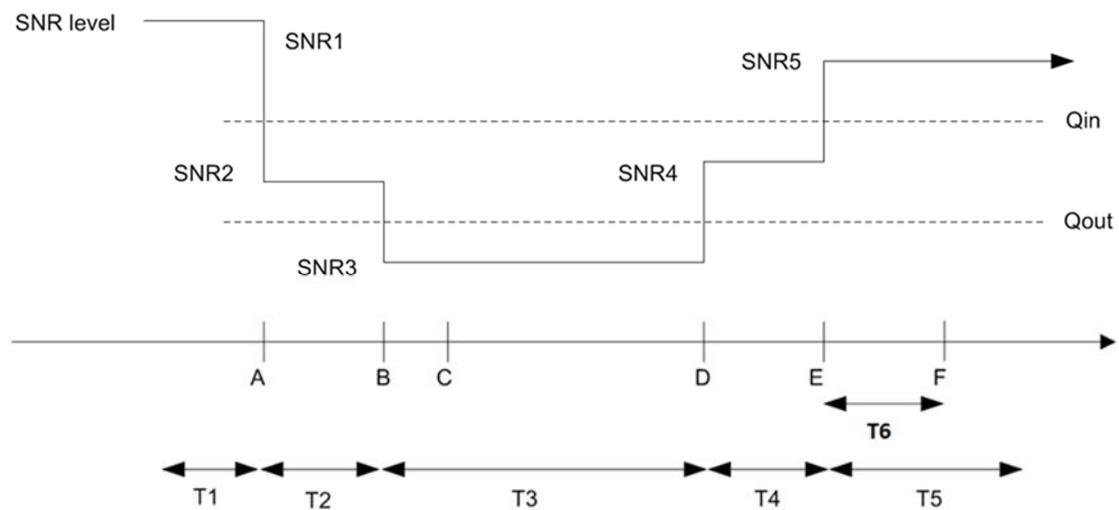 SNR level
SNR1
SNR5
Qin
SNR2
SNR4
Qout
SNR3
A
B
C
D
E
F
T6
T1
T2
T3
T4
T5